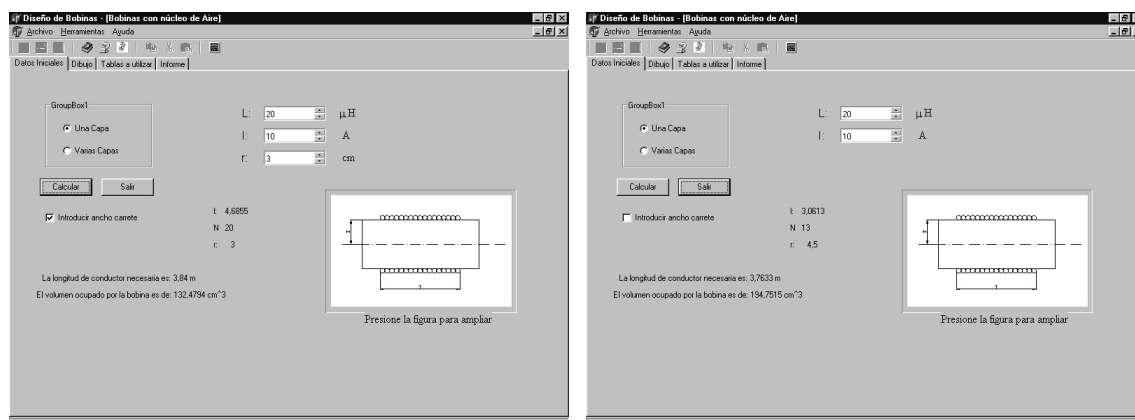 Diseño de Bobinas - [Bobinas con núcleo de Aire]
Archivo Herramientas Ayuda
Datos Iniciales Dibujo Tablas a utilizar Informe
GroupBox1
Una Capa
Varias Capas
L: 20 µH
I: 10 A
r: 3 cm
Calcular Salir
Introducir ancho carrete
l: 4,6855
N 20
r: 3
La longitud de conductor necesaria es: 3,84 m
El volumen ocupado por la bobina es de: 132,4794 cm^3
r
l
Presione la figura para ampliar
Diseño de Bobinas - [Bobinas con núcleo de Aire]
Archivo Herramientas Ayuda
Datos Iniciales Dibujo Tablas a utilizar Informe
GroupBox1
Una Capa
Varias Capas
L: 20 µH
I: 10 A
Calcular Salir
Introducir ancho carrete
l: 3,0613
N 13
r: 4,5
La longitud de conductor necesaria es: 3,7633 m
El volumen ocupado por la bobina es de: 194,7515 cm^3
r
l
Presione la figura para ampliar